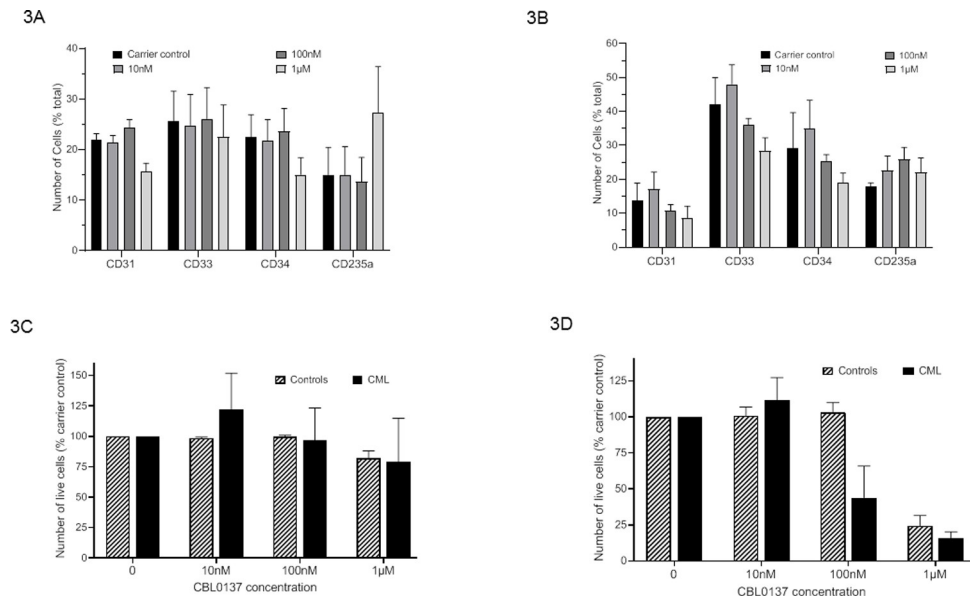 3A
Number of Cells (% total)
40
30
20
10
0
Carrier control
10nM
100nM
1µM
CD31 CD33 CD34 CD235a
3B
Number of Cells (% total)
60
50
40
30
20
10
0
Carrier control
10nM
100nM
1µM
CD31 CD33 CD34 CD235a
3C
Number of live cells (% carrier control)
150
125
100
75
50
25
0
Controls CML
0 10nM 100nM 1µM
CBL0137 concentration
3D
Number of live cells (% carrier control)
125
100
75
50
25
0
Controls CML
0 10nM 100nM 1µM
CBL0137 concentration